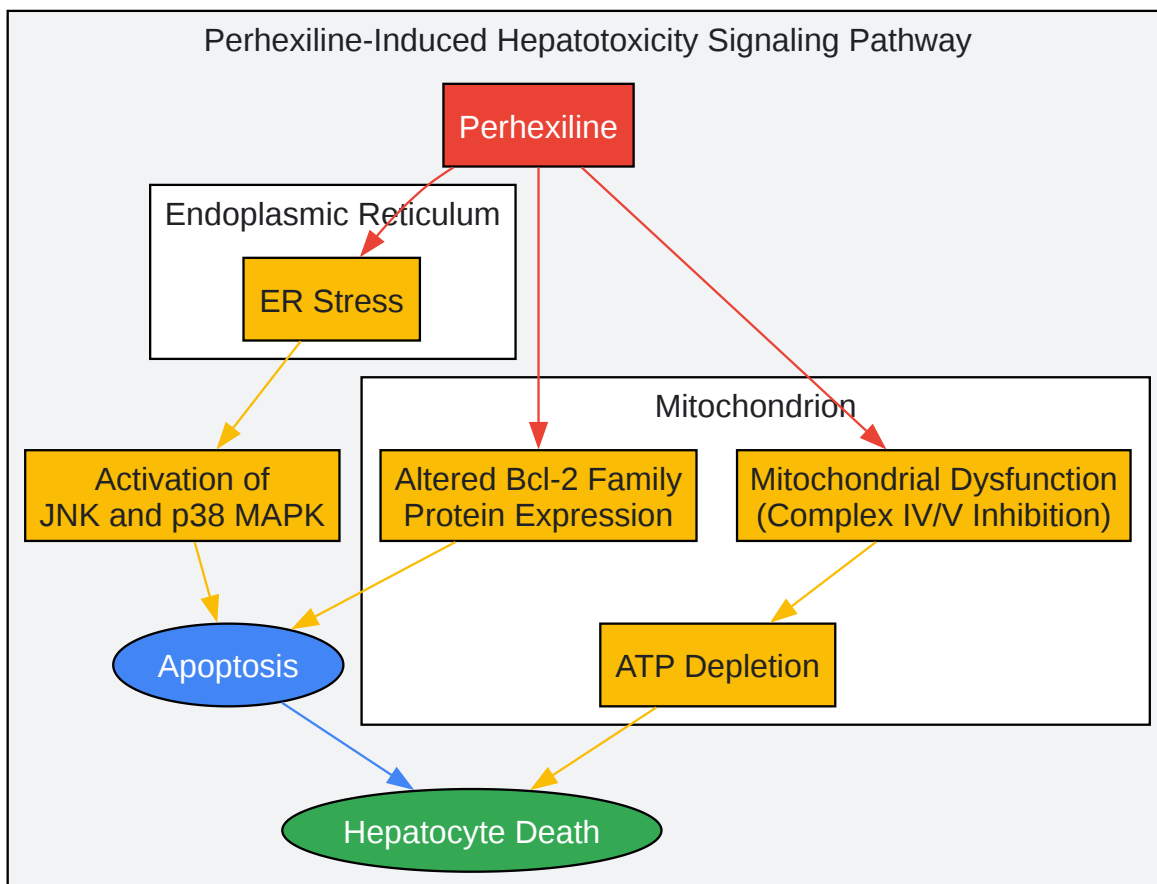 Perhexiline-Induced Hepatotoxicity Signaling Pathway
Perhexiline
Endoplasmic Reticulum
ER Stress
Mitochondrion
Activation of
JNK and p38 MAPK
Altered Bcl-2 Family
Protein Expression
Mitochondrial Dysfunction
(Complex IV/V Inhibition)
Apoptosis
ATP Depletion
Hepatocyte Death